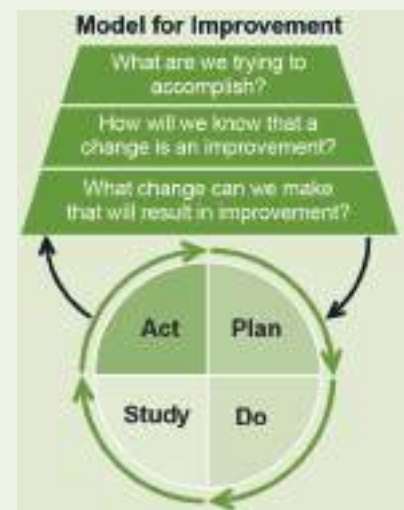 Model for Improvement
What are we trying to
accomplish?
How will we know that a
change is an improvement?
What change can we make
that will result in improvement?
Act
Plan
Study
Do